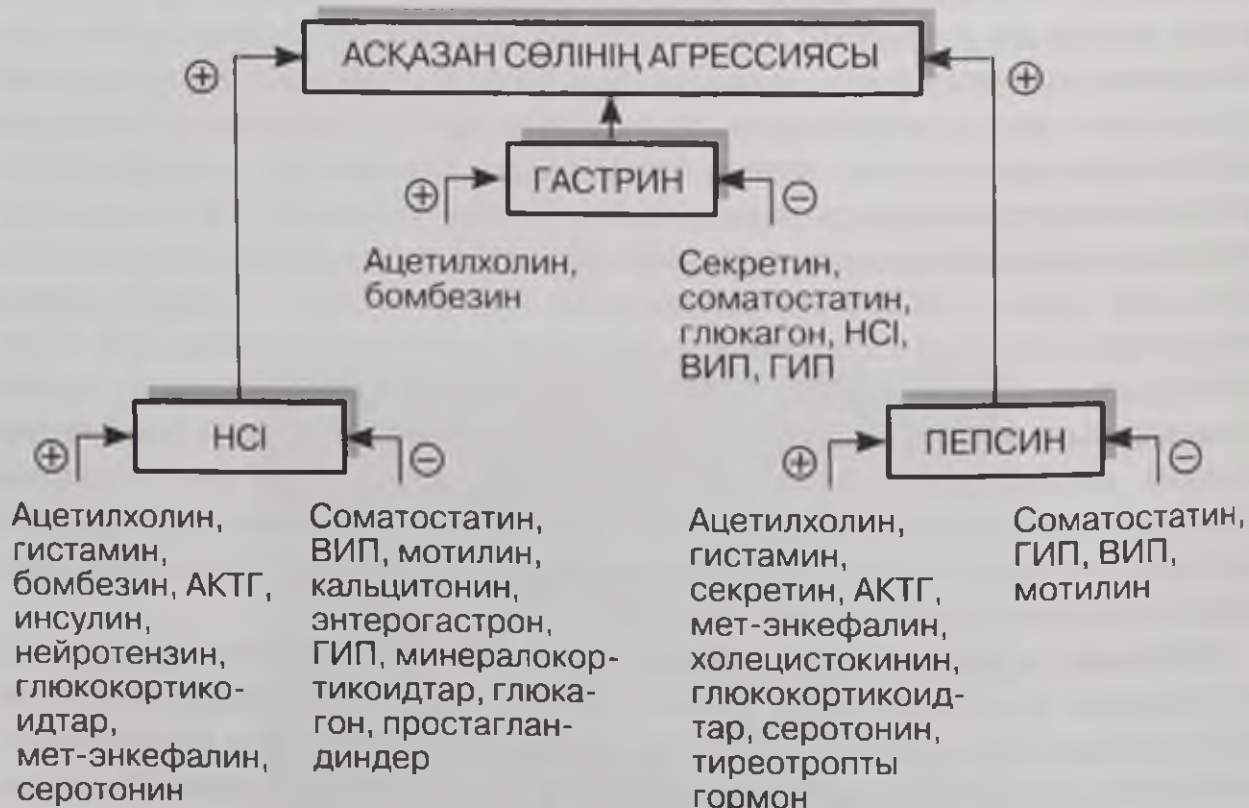 АСҚАЗАН СӨЛІНІҢ АГРЕССИЯСЫ
⊕
⊕
ГАСТРИН
⊕
⊖
Ацетилхолин,
бомбезин
Секретин,
соматостатин,
глюкагон, HCl,
ВИП, ГИП
HCl
⊕
⊖
Ацетилхолин,
гистамин,
бомбезин, АКТГ,
инсулин,
нейротензин,
глюкокортико-
идтар,
мет-энкефалин,
серотонин
Соматостатин,
ВИП, мотилин,
кальцитонин,
энтерогастрон,
ГИП, минералокор-
тикоидтар, глюка-
гон, простаглан-
диндер
ПЕПСИН
⊕
⊖
Ацетилхолин,
гистамин,
секретин, АКТГ,
мет-энкефалин,
холецистокинин,
глюкокортикоид-
тар, серотонин,
тиреотропты
гормон
Соматостатин,
ГИП, ВИП,
мотилин